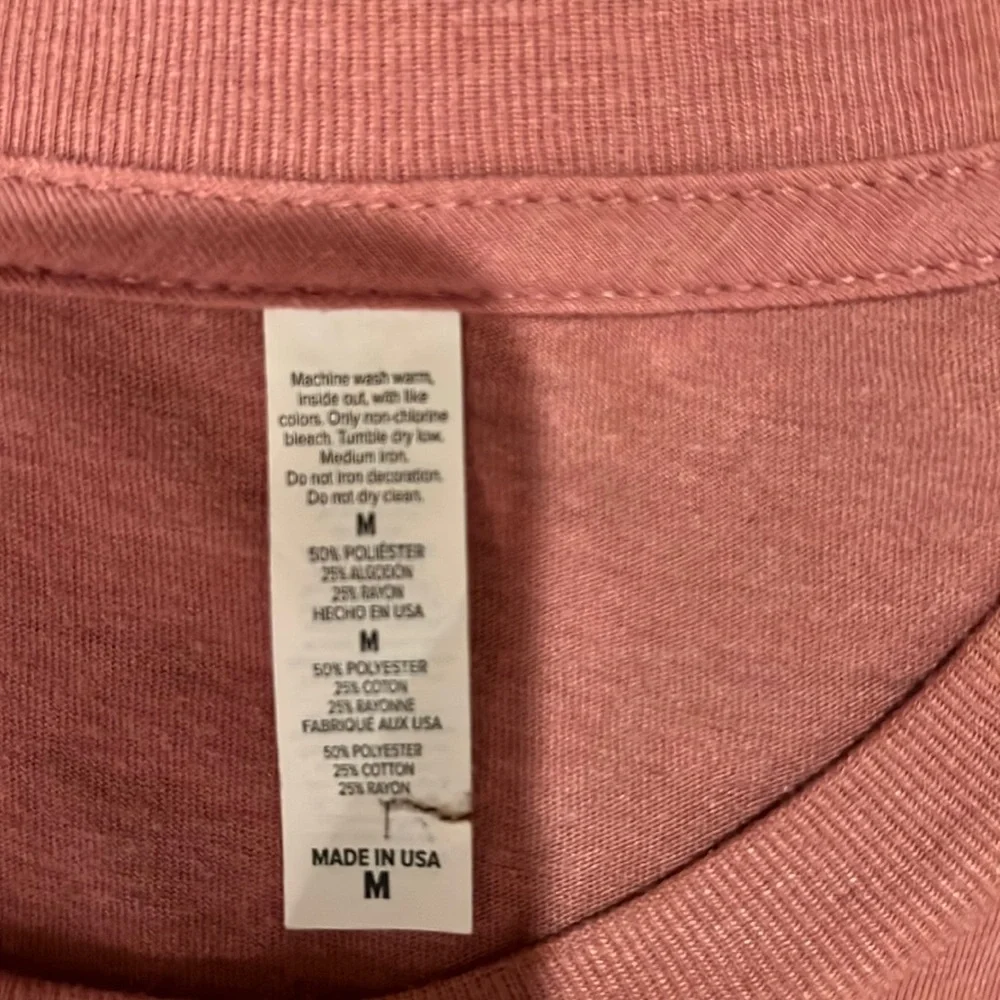 Machine wash warm,
inside out, with like
colors. Only non-chlorine
bleach. Tumble dry low.
Medium iron.
Do not iron decoration.
Do not dry clean.
M
50% POLIÉSTER
25% ALGODÓN
25% RAYON
HECHO EN USA
M
50% POLYESTER
25% COTON
25% RAYONNE
FABRIQUÉ AUX USA
50% POLYESTER
25% COTTON
25% RAYON
MADE IN USA
M